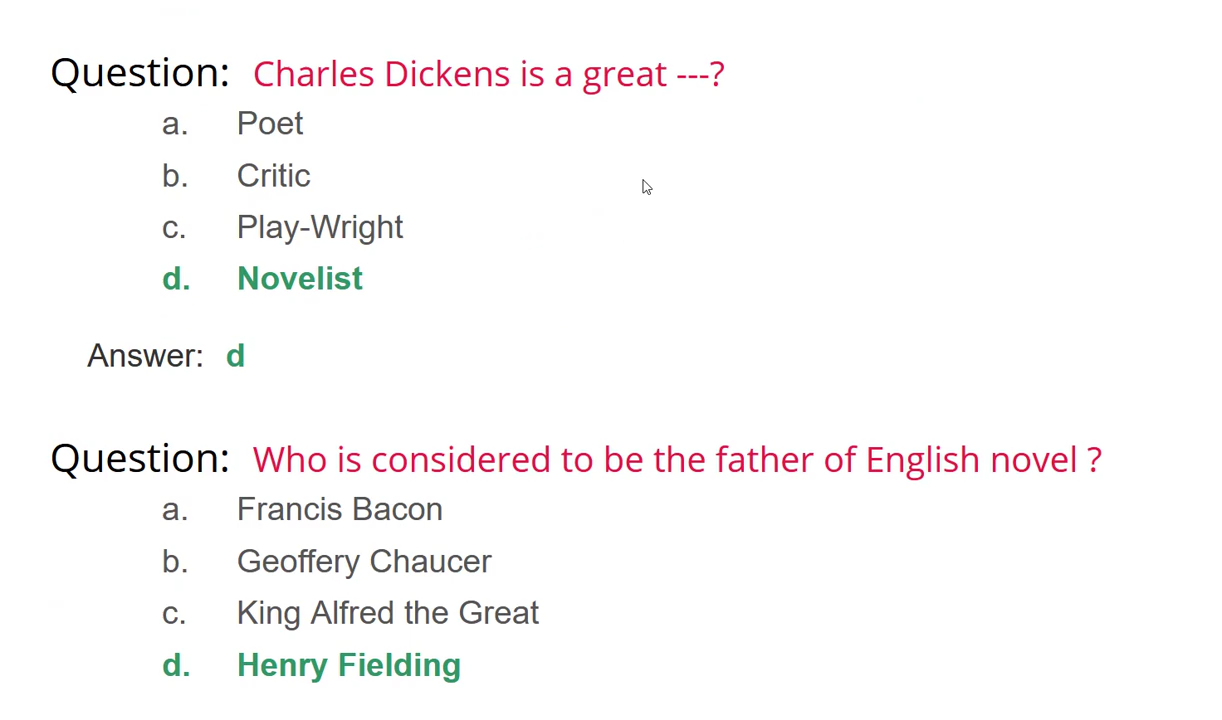 Question: Charles Dickens is a great ---?
a. Poet
b. Critic
c. Play-Wright
d. Novelist
Answer: d
Question: Who is considered to be the father of English novel ?
a. Francis Bacon
b. Geoffery Chaucer
c. King Alfred the Great
d. Henry Fielding